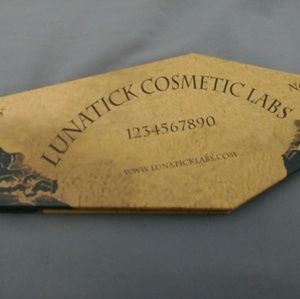 LUNATICK COSMETIC LABS
1234567890
WWW.LUNATICKLABS.COM